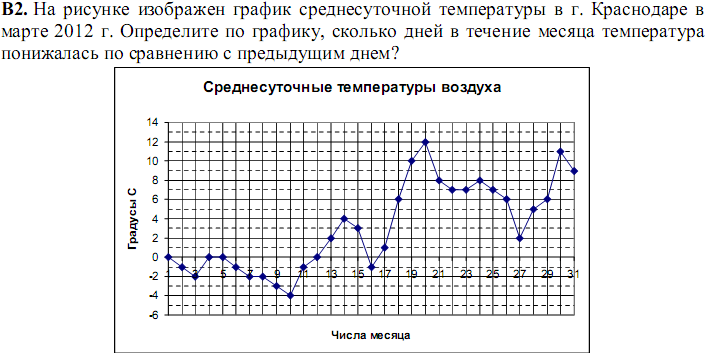 В2. На рисунке изображен график среднесуточной температуры в г. Краснодаре в
марте 2012 г. Определите по графику, сколько дней в течение месяца температура
понижалась по сравнению с предыдущим днем?
Среднесуточные температуры воздуха
14
12
10
8
6
4
2
0
-2
-4
-6
Градусы С
3 5 7 9 11 13 15 17 19 21 23 25 27 29 31
Числа месяца